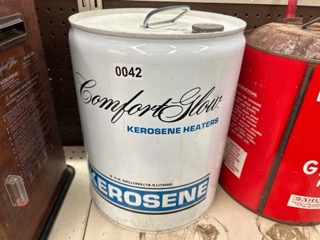 0042
Comfort Glow
KEROSENE HEATERS
5 U.S. GALLONS (18.9 LITERS)
KEROSENE
G